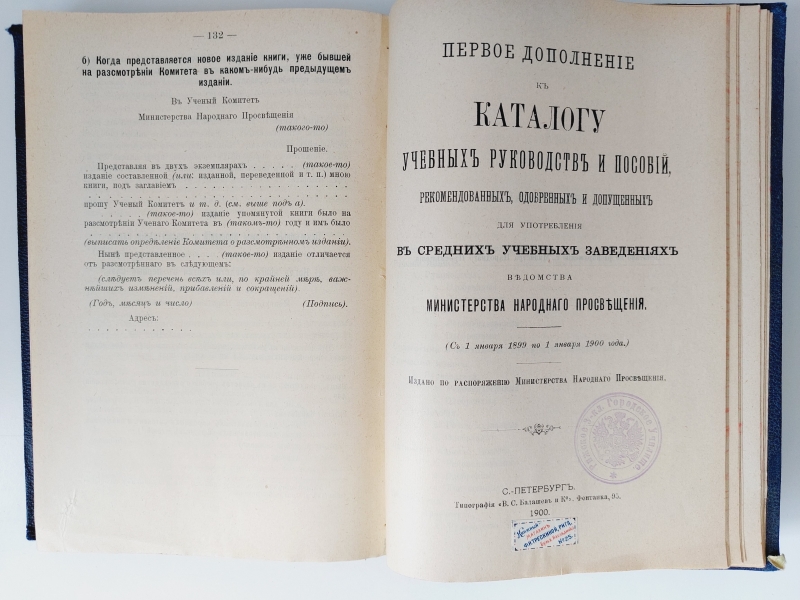 — 132 —
б) Когда представляется новое изданіе книги, уже бывшей
на разсмотрѣніи Комитета въ какомъ-нибудь предыдущемъ
изданіи.
Въ Ученый Комитетъ
Министерства Народнаго Просвѣщенія
(такого-то)
Прошеніе.
Представляя въ двухъ экземплярахъ . . . . . (такое-то)
изданіе составленной (или: изданной, переведенной и т. п.) мною
книги, подъ заглавіемъ . . . . . . . . . . . . . . . . . .
. . . . . . . . . . . . . . . . . . . . . . . . . . . .
прошу Ученый Комитетъ и т. д. (см. выше подъ а).
. . . . . (такое-то) изданіе упомянутой книги было на
разсмотрѣніи Ученаго Комитета въ (такомъ-то) году и имъ было
. . . . . . . . . . . . . . . . . . . . . . . . . . . .
(выписать опредѣленіе Комитета о разсмотрѣнномъ изданіи).
Нынѣ представленное . . . (такое-то) изданіе отличается
отъ разсмотрѣннаго въ слѣдующемъ:
(слѣдуетъ перечень всѣхъ или, по крайней мѣрѣ, важ-
нѣйшихъ измѣненій, прибавленій и сокращеній).
(Годъ, мѣсяцъ и число) (Подпись).
Адресъ:
. . . . . . . . . . . .
ПЕРВОЕ ДОПОЛНЕНІЕ
КЪ
КАТАЛОГУ
УЧЕБНЫХЪ РУКОВОДСТВЪ И ПОСОБІЙ,
РЕКОМЕНДОВАННЫХЪ, ОДОБРЕННЫХЪ И ДОПУЩЕННЫХЪ
ДЛЯ УПОТРЕБЛЕНІЯ
ВЪ СРЕДНИХЪ УЧЕБНЫХЪ ЗАВЕДЕНІЯХЪ
ВѢДОМСТВА
МИНИСТЕРСТВА НАРОДНАГО ПРОСВѢЩЕНІЯ.
(Съ 1 января 1899 по 1 января 1900 года.)
Издано по распоряженію Министерства Народнаго Просвѣщенія.
Городское Училище
С.-ПЕТЕРБУРГЪ.
Типографія «В. С. Балашевъ и Ко». Фонтанка, 95.
1900.
Книжный
магазинъ